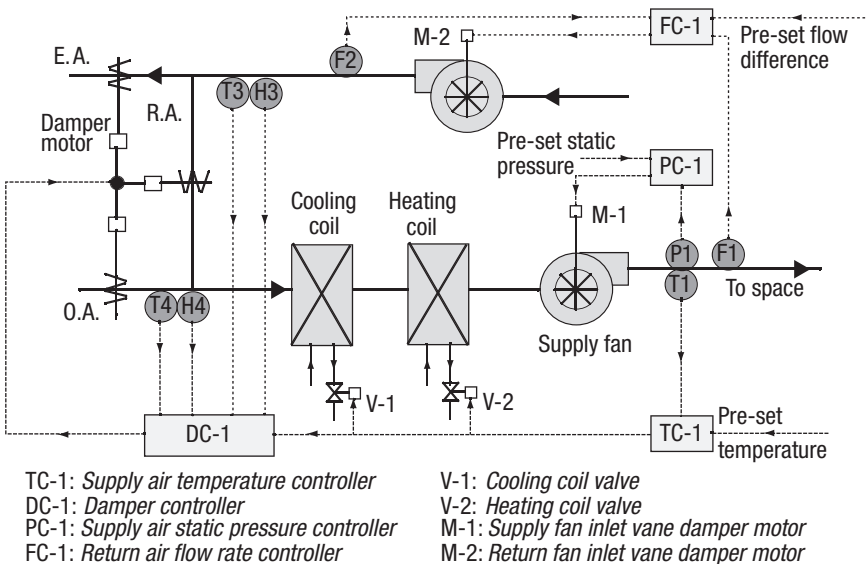 M-2
FC-1
Pre-set flow
difference
E.A.
F2
T3
H3
R.A.
Damper
motor
Pre-set static
pressure
PC-1
Cooling
coil
Heating
coil
M-1
P1
F1
T1
To space
O.A.
T4
H4
Supply fan
V-1
V-2
DC-1
TC-1
Pre-set
temperature
TC-1: Supply air temperature controller
DC-1: Damper controller
PC-1: Supply air static pressure controller
FC-1: Return air flow rate controller
V-1: Cooling coil valve
V-2: Heating coil valve
M-1: Supply fan inlet vane damper motor
M-2: Return fan inlet vane damper motor